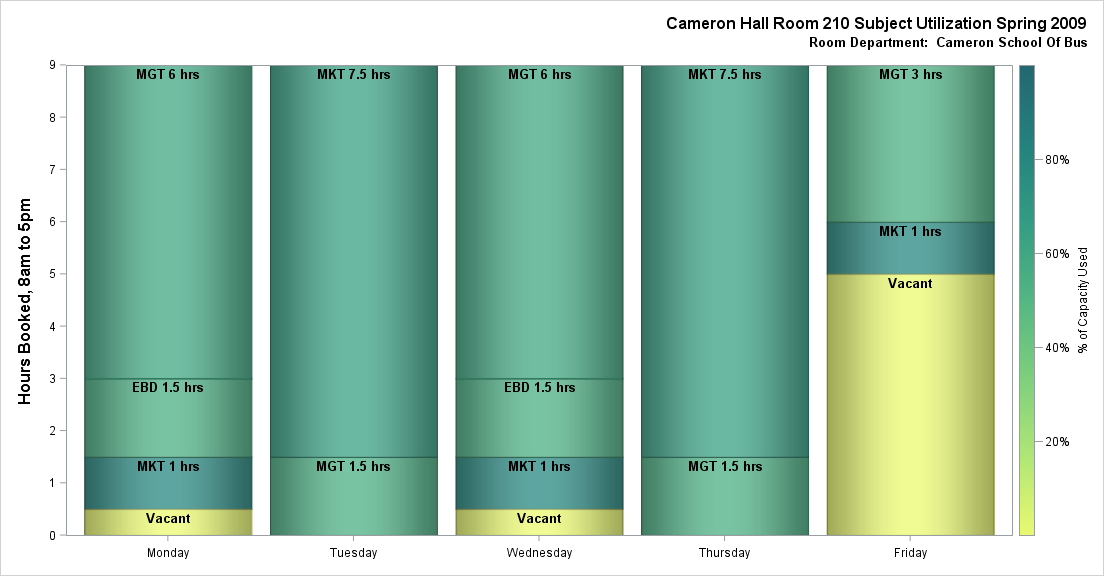 Cameron Hall Room 210 Subject Utilization Spring 2009
Room Department:  Cameron School Of Bus
Hours Booked, 8am to 5pm
9
8
7
6
5
4
3
2
1
0
MGT 6 hrs
EBD 1.5 hrs
MKT 1 hrs
Vacant
MKT 7.5 hrs
MGT 1.5 hrs
MGT 6 hrs
EBD 1.5 hrs
MKT 1 hrs
Vacant
MKT 7.5 hrs
MGT 1.5 hrs
MGT 3 hrs
MKT 1 hrs
Vacant
Monday Tuesday Wednesday Thursday Friday
80%
60%
40%
20%
% of Capacity Used